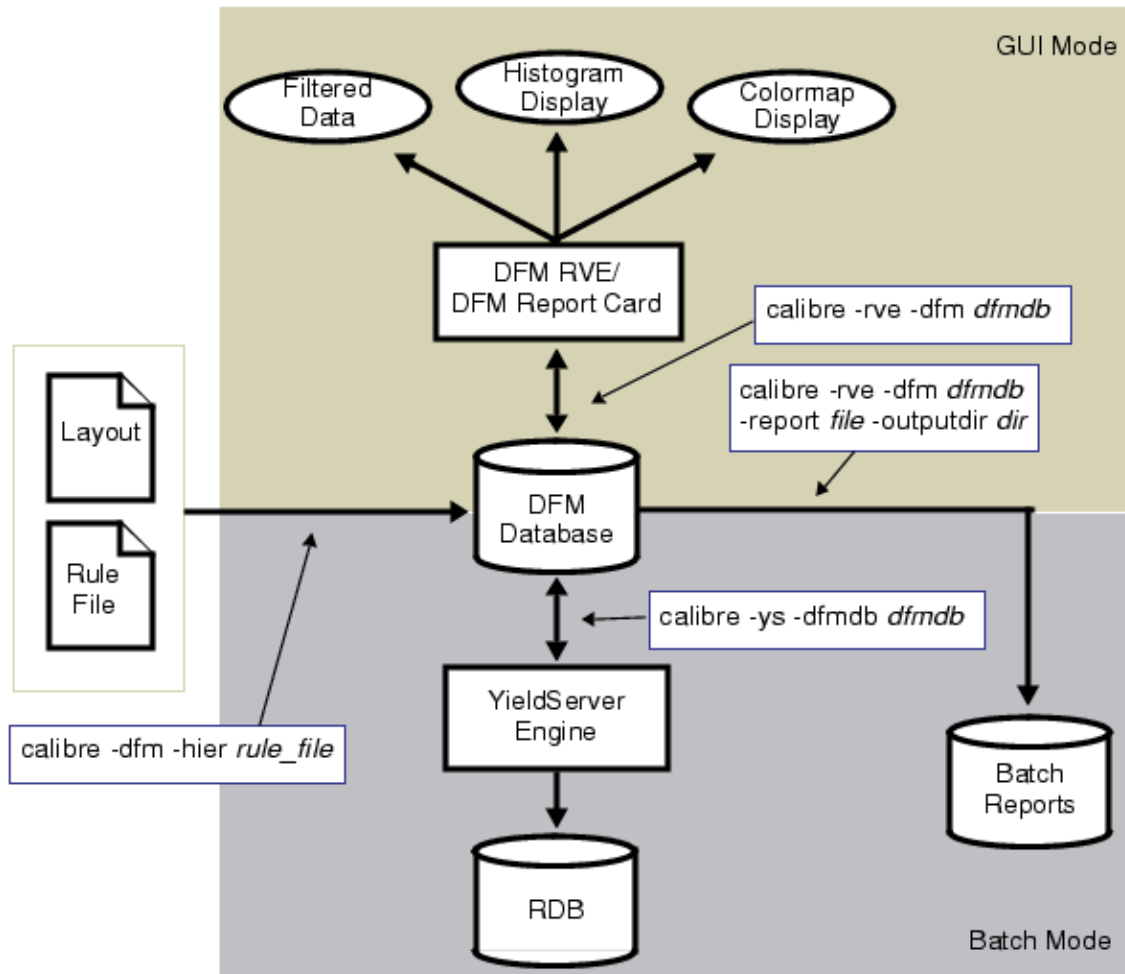 GUI Mode
Filtered
Data
Histogram
Display
Colormap
Display
DFM RVE/
DFM Report Card
calibre -rve -dfm dfmdb
calibre -rve -dfm dfmdb
-report file -outputdir dir
Layout
Rule
File
DFM
Database
calibre -ys -dfmdb dfmdb
YieldServer
Engine
calibre -dfm -hier rule_file
Batch
Reports
RDB
Batch Mode